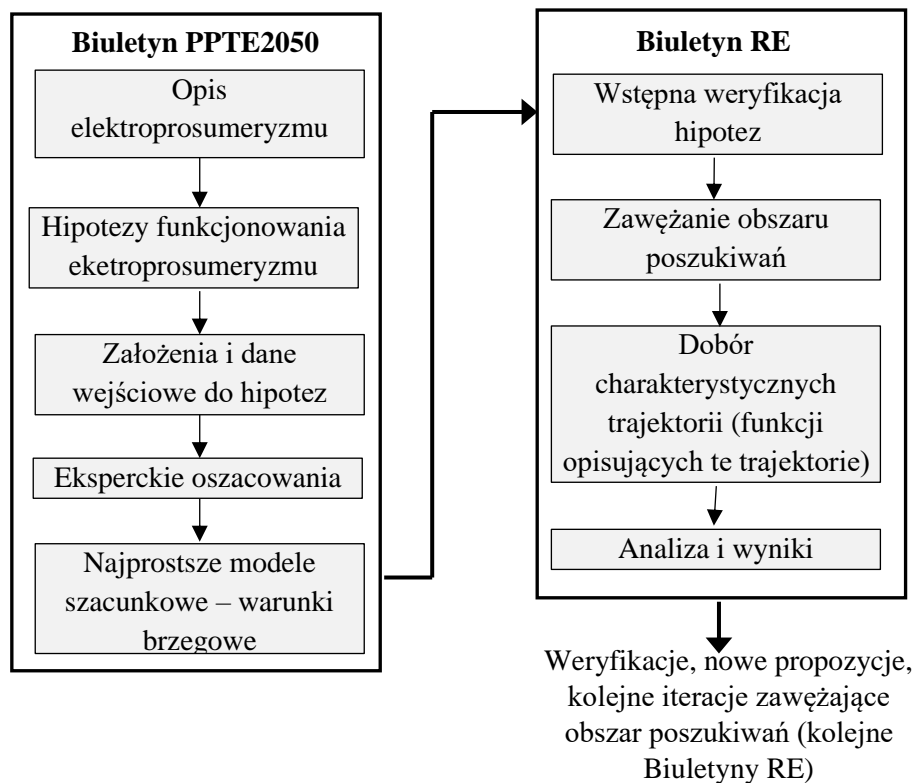 Biuletyn PPTE2050
Opis
elektroprosumeryzmu
Hipotezy funkcjonowania
eketroprosumeryzmu
Założenia i dane
wejściowe do hipotez
Eksperckie oszacowania
Najprostsze modele
szacunkowe – warunki
brzegowe
Biuletyn RE
Wstępna weryfikacja
hipotez
Zawężanie obszaru
poszukiwań
Dobór
charakterystycznych
trajektorii (funkcji
opisujących te trajektorie)
Analiza i wyniki
Weryfikacje, nowe propozycje,
kolejne iteracje zawężające
obszar poszukiwań (kolejne
Biuletyny RE)